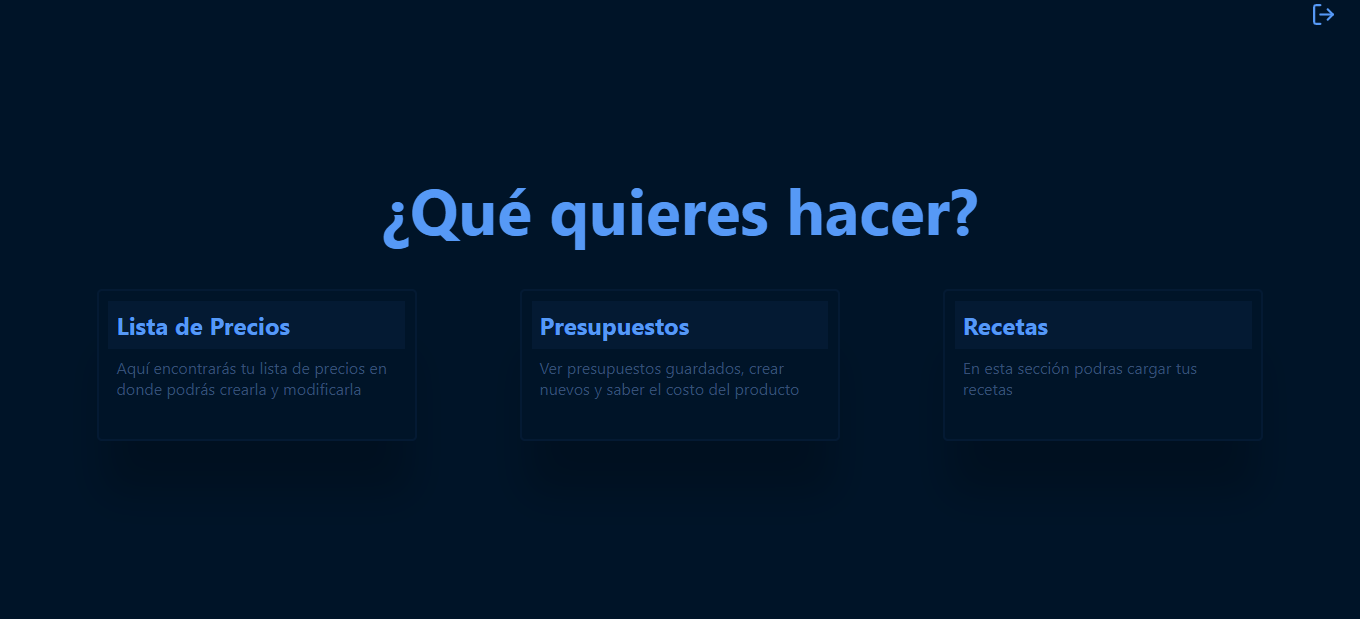 ¿Qué quieres hacer?
Lista de Precios
Aquí encontrarás tu lista de precios en
donde podrás crearla y modificarla
Presupuestos
Ver presupuestos guardados, crear
nuevos y saber el costo del producto
Recetas
En esta sección podras cargar tus
recetas